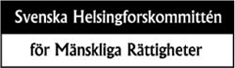 Svenska Helsingforskommittén
för Mänskliga Rättigheter